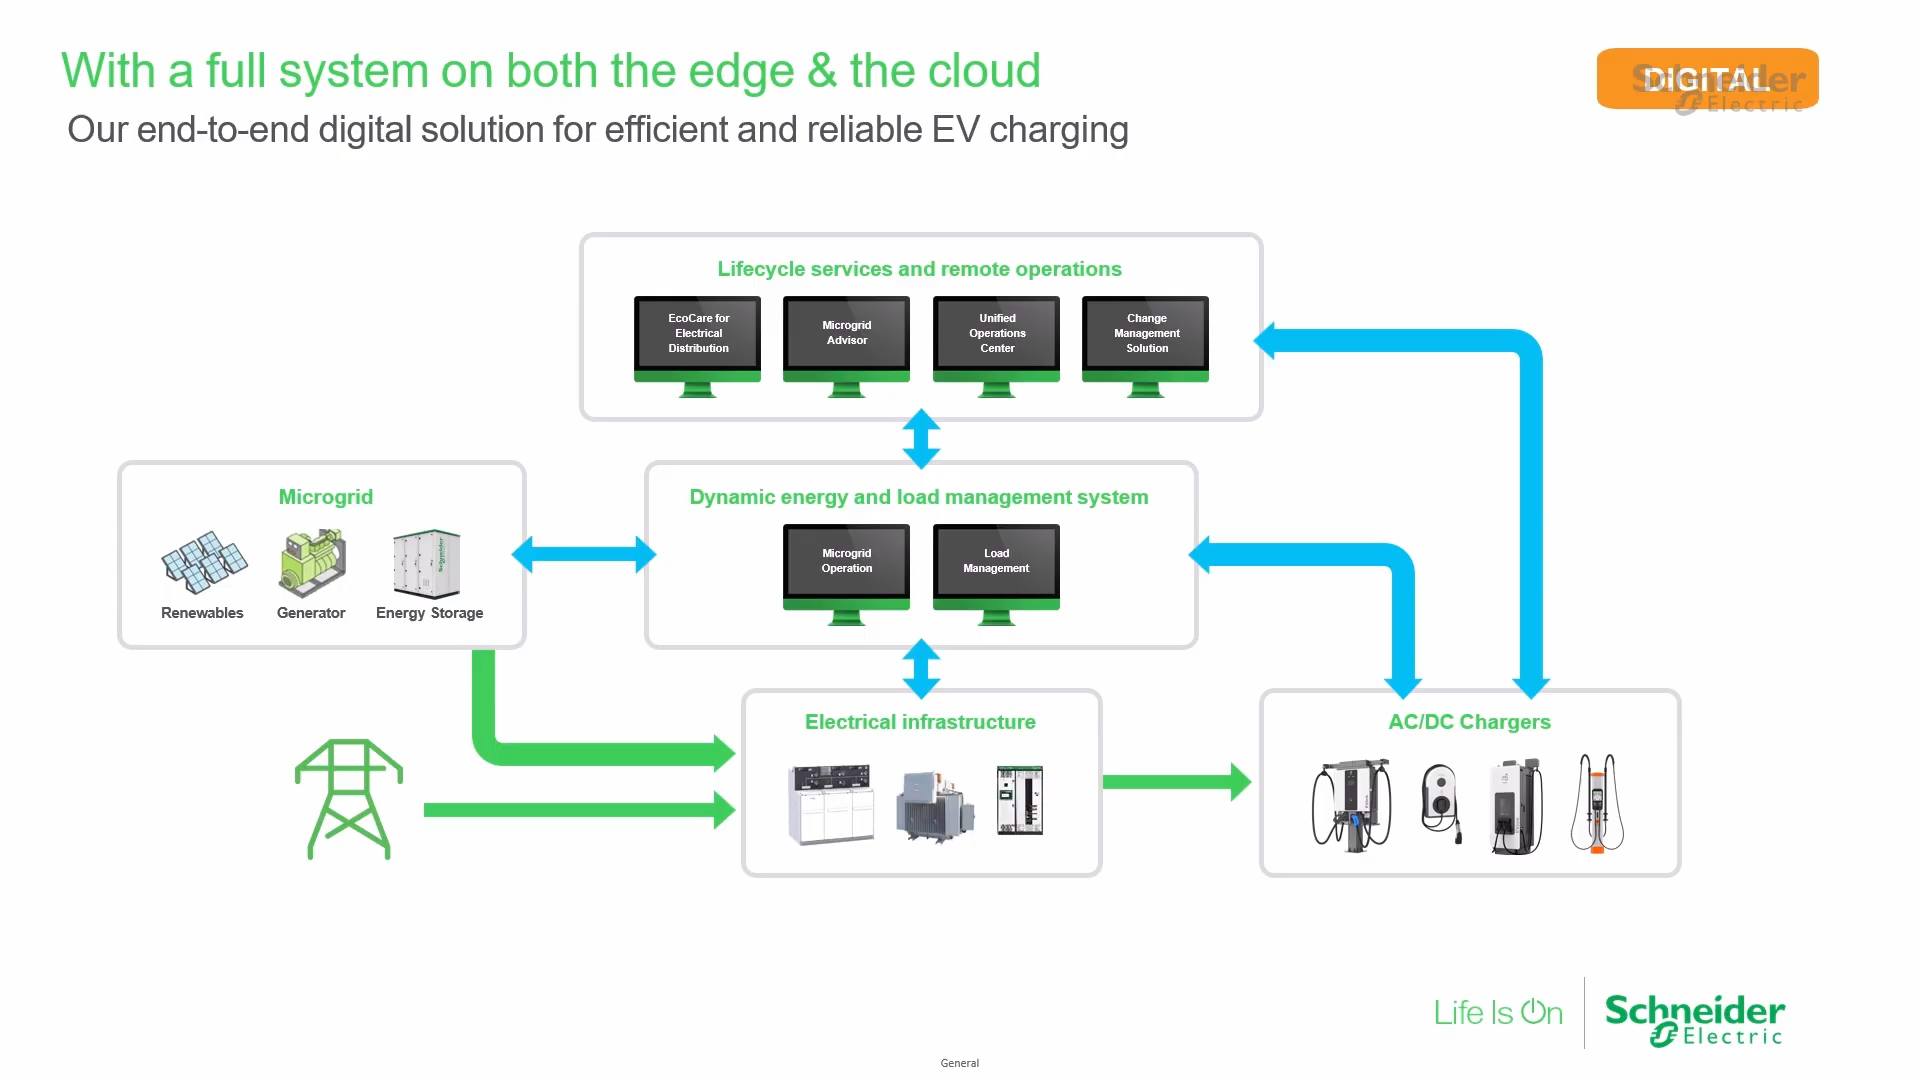 With a full system on both the edge & the cloud
Our end-to-end digital solution for efficient and reliable EV charging
DIGITAL
Schneider
Electric
Lifecycle services and remote operations
EcoCare for
Electrical
Distribution
Microgrid
Advisor
Unified
Operations
Center
Change
Management
Solution
Microgrid
Renewables
Generator
Energy Storage
Schneider
Dynamic energy and load management system
Microgrid
Operation
Load
Management
Electrical infrastructure
AC/DC Chargers
Life Is On
Schneider
Electric
General